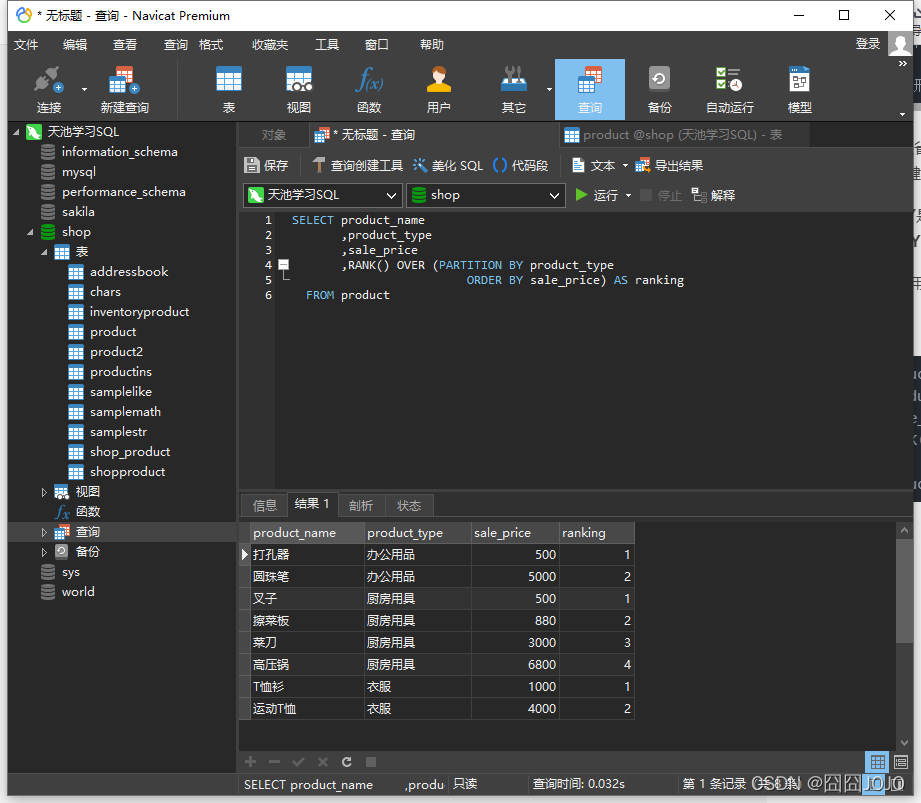 * 无标题 - 查询 - Navicat Premium
文件 编辑 查看 查询 格式 收藏夹 工具 窗口 帮助 登录
连接 新建查询 表 视图 函数 用户 其它 查询 备份 自动运行 模型
天池学习SQL
information_schema
mysql
performance_schema
sakila
shop
表
addressbook
chars
inventoryproduct
product
product2
productins
samplelike
samplemath
samplestr
shop_product
shopproduct
视图
函数
查询
备份
sys
world
对象 * 无标题 - 查询 product @shop (天池学习SQL) - 表
保存 查询创建工具 美化 SQL 代码段 文本 导出结果
天池学习SQL shop 运行 停止 解释
1 SELECT product_name
2 ,product_type
3 ,sale_price
4 ,RANK() OVER (PARTITION BY product_type
5 ORDER BY sale_price) AS ranking
6 FROM product
信息 结果 1 剖析 状态
product_name product_type sale_price ranking
打孔器 办公用品 500 1
圆珠笔 办公用品 5000 2
叉子 厨房用具 500 1
擦菜板 厨房用具 880 2
菜刀 厨房用具 3000 3
高压锅 厨房用具 6800 4
T恤衫 衣服 1000 1
运动T恤 衣服 4000 2
SELECT product_name ,produ 只读 查询时间: 0.032s 第 1 条记录 (共 8 条)
CSDN @囧囧JOJO